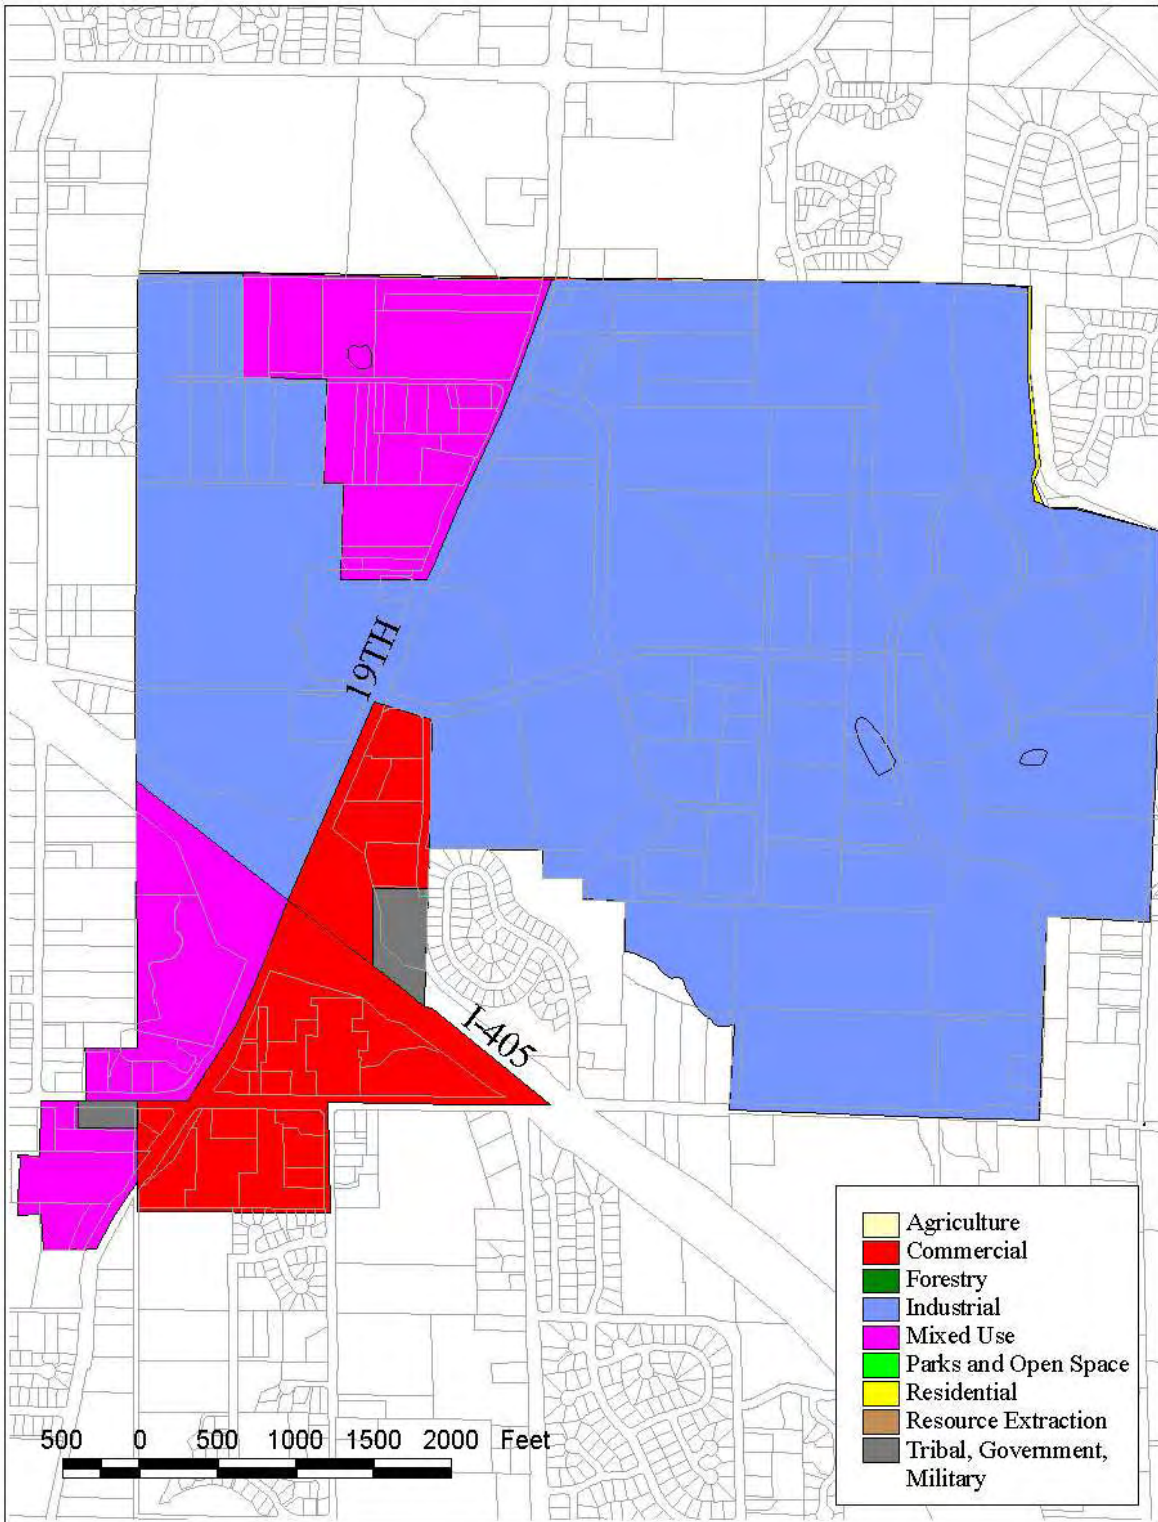 19TH
I-405
Agriculture
Commercial
Forestry
Industrial
Mixed Use
Parks and Open Space
Residential
Resource Extraction
Tribal, Government,
Military
500 0 500 1000 1500 2000 Feet